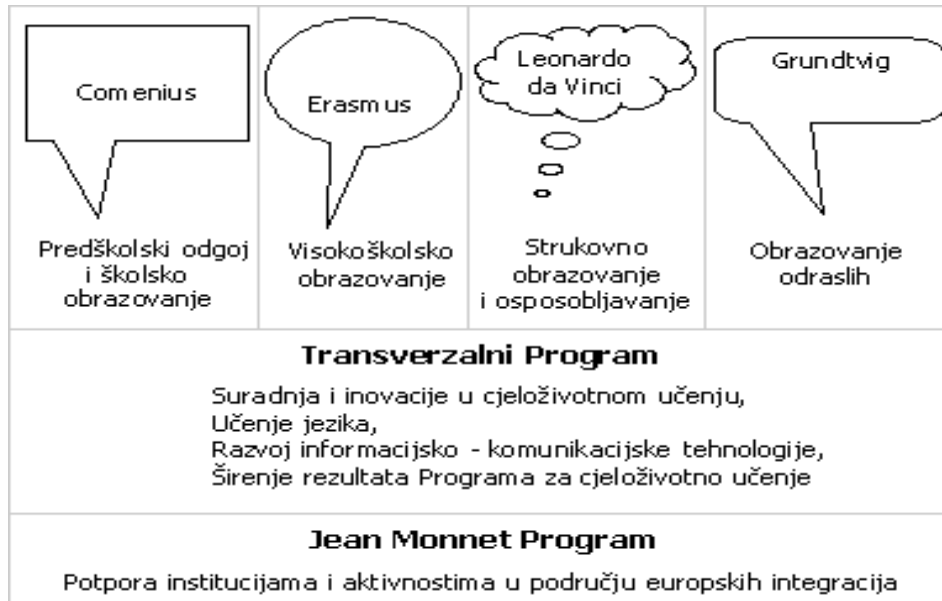 Comenius
Predškolski odgoj
i školsko
obrazovanje
Erasmus
Visokoškolsko
obrazovanje
Leonardo
da Vinci
Strukovno
obrazovanje
i osposobljavanje
Grundtvig
Obrazovanje
odraslih
Transverzalni Program
Suradnja i inovacije u cjeloživotnom učenju,
Učenje jezika,
Razvoj informacijsko - komunikacijske tehnologije,
Širenje rezultata Programa za cjeloživotno učenje
Jean Monnet Program
Potpora institucijama i aktivnostima u području europskih integracija